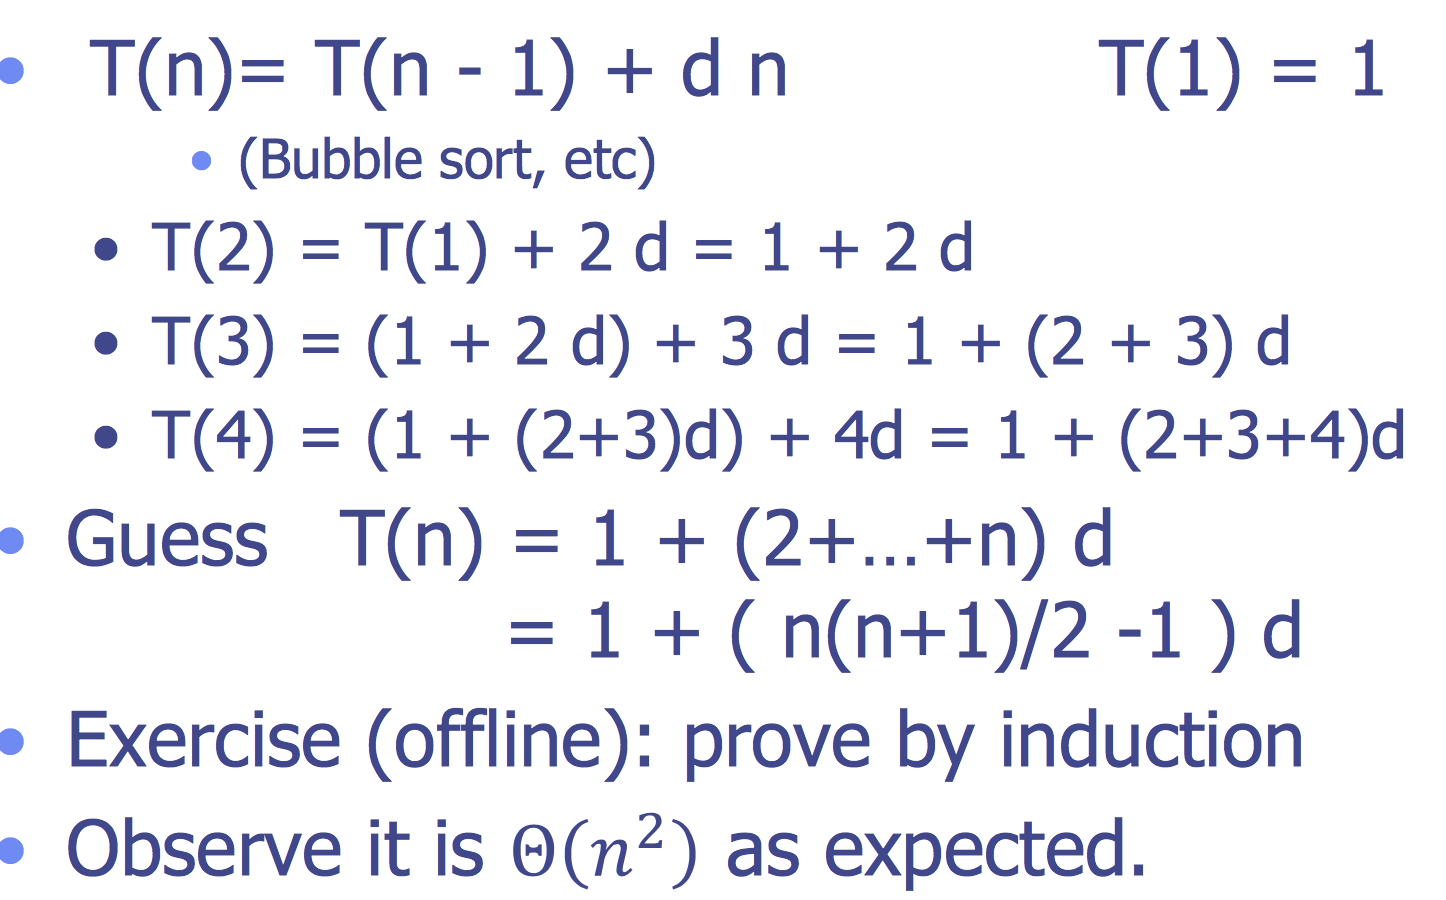 • T(n)= T(n - 1) + d n T(1) = 1
• (Bubble sort, etc)
• T(2) = T(1) + 2 d = 1 + 2 d
• T(3) = (1 + 2 d) + 3 d = 1 + (2 + 3) d
• T(4) = (1 + (2+3)d) + 4d = 1 + (2+3+4)d
• Guess T(n) = 1 + (2+...+n) d
= 1 + ( n(n+1)/2 -1 ) d
• Exercise (offline): prove by induction
• Observe it is Θ(n²) as expected.